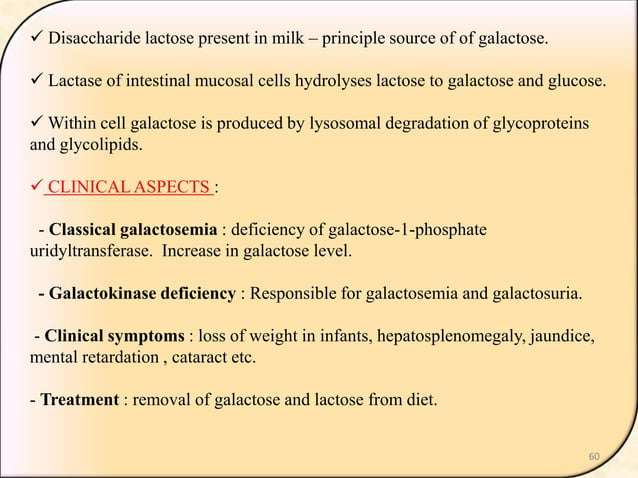 ✓ Disaccharide lactose present in milk – principle source of of galactose.
✓ Lactase of intestinal mucosal cells hydrolyses lactose to galactose and glucose.
✓ Within cell galactose is produced by lysosomal degradation of glycoproteins
and glycolipids.
✓ CLINICAL ASPECTS :
- Classical galactosemia : deficiency of galactose-1-phosphate
uridyltransferase. Increase in galactose level.
- Galactokinase deficiency : Responsible for galactosemia and galactosuria.
- Clinical symptoms : loss of weight in infants, hepatosplenomegaly, jaundice,
mental retardation , cataract etc.
- Treatment : removal of galactose and lactose from diet.
60